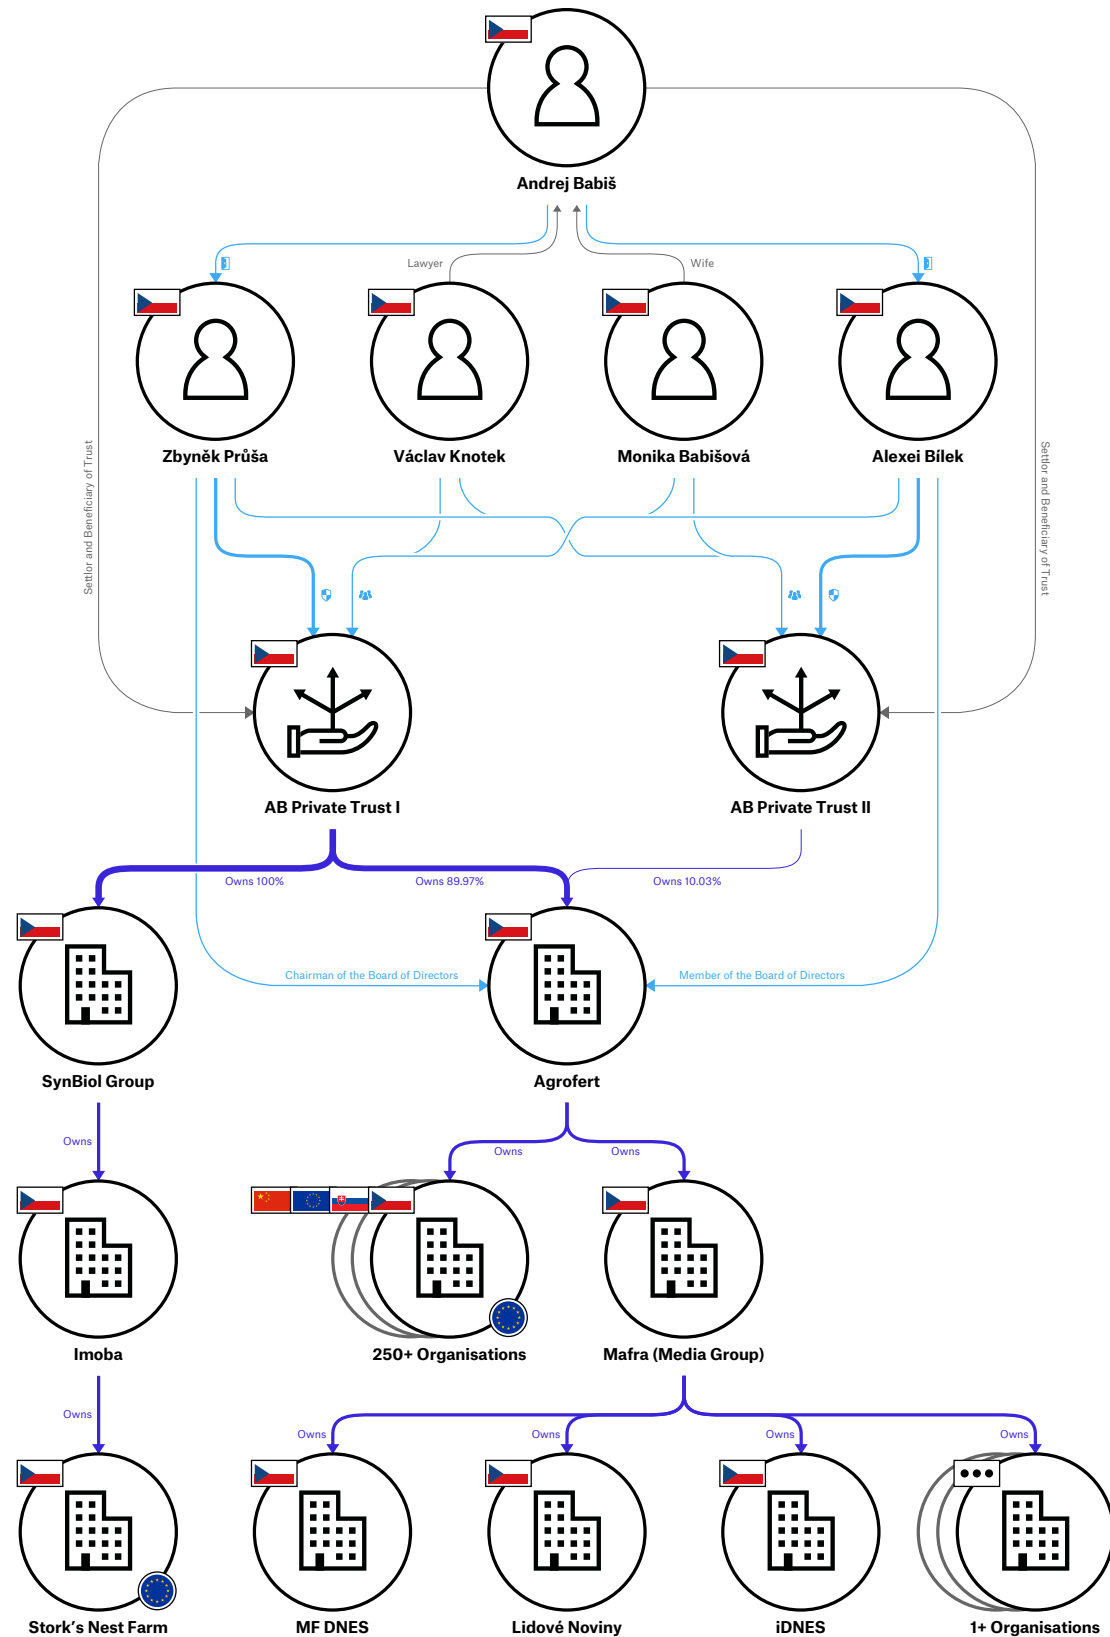 Andrej Babiš
Lawyer
Wife
Zbyněk Průša
Václav Knotek
Monika Babišová
Alexei Bílek
Settlor and Beneficiary of Trust
Settlor and Beneficiary of Trust
AB Private Trust I
AB Private Trust II
Owns 100%
Owns 89.97%
Owns 10.03%
Chairman of the Board of Directors
Member of the Board of Directors
SynBiol Group
Agrofert
Owns
Owns
Owns
Imoba
250+ Organisations
Mafra (Media Group)
Owns
Owns
Owns
Owns
Owns
Stork's Nest Farm
MF DNES
Lidové Noviny
iDNES
1+ Organisations